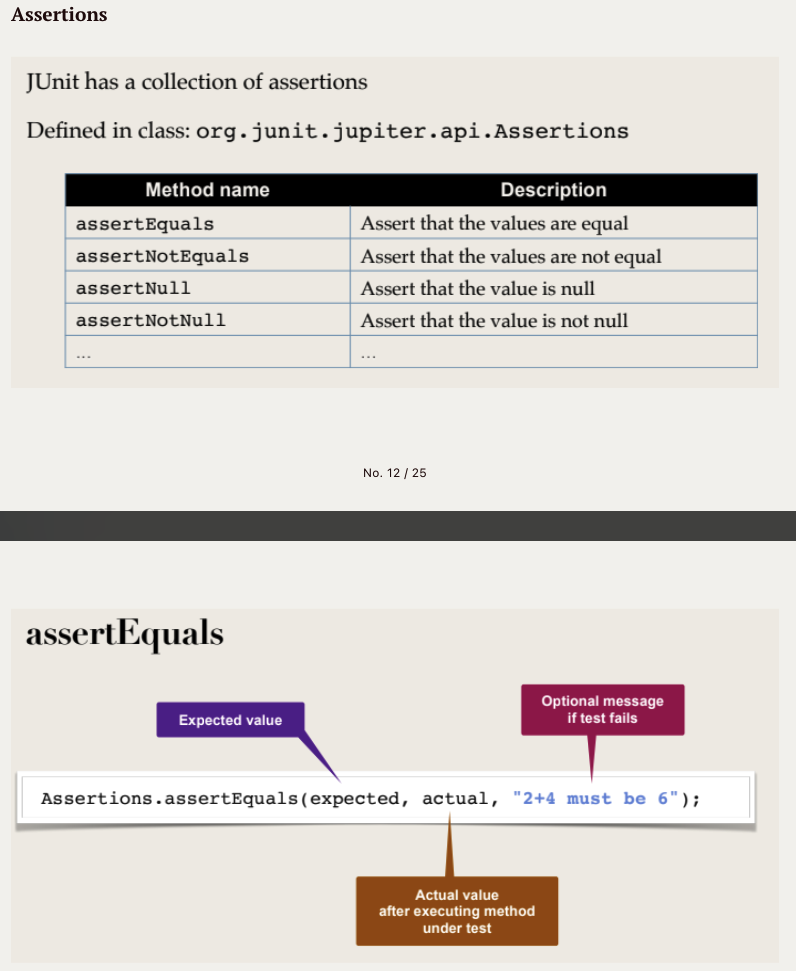 Assertions
JUnit has a collection of assertions
Defined in class: org.junit.jupiter.api.Assertions
Method name Description
assertEquals Assert that the values are equal
assertNotEquals Assert that the values are not equal
assertNull Assert that the value is null
assertNotNull Assert that the value is not null
... ...
No. 12 / 25
assertEquals
Expected value
Optional message
if test fails
Assertions.assertEquals(expected, actual, "2+4 must be 6");
Actual value
after executing method
under test